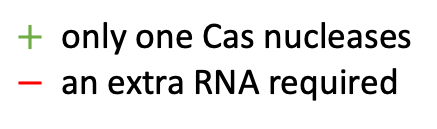 + only one Cas nucleases
− an extra RNA required